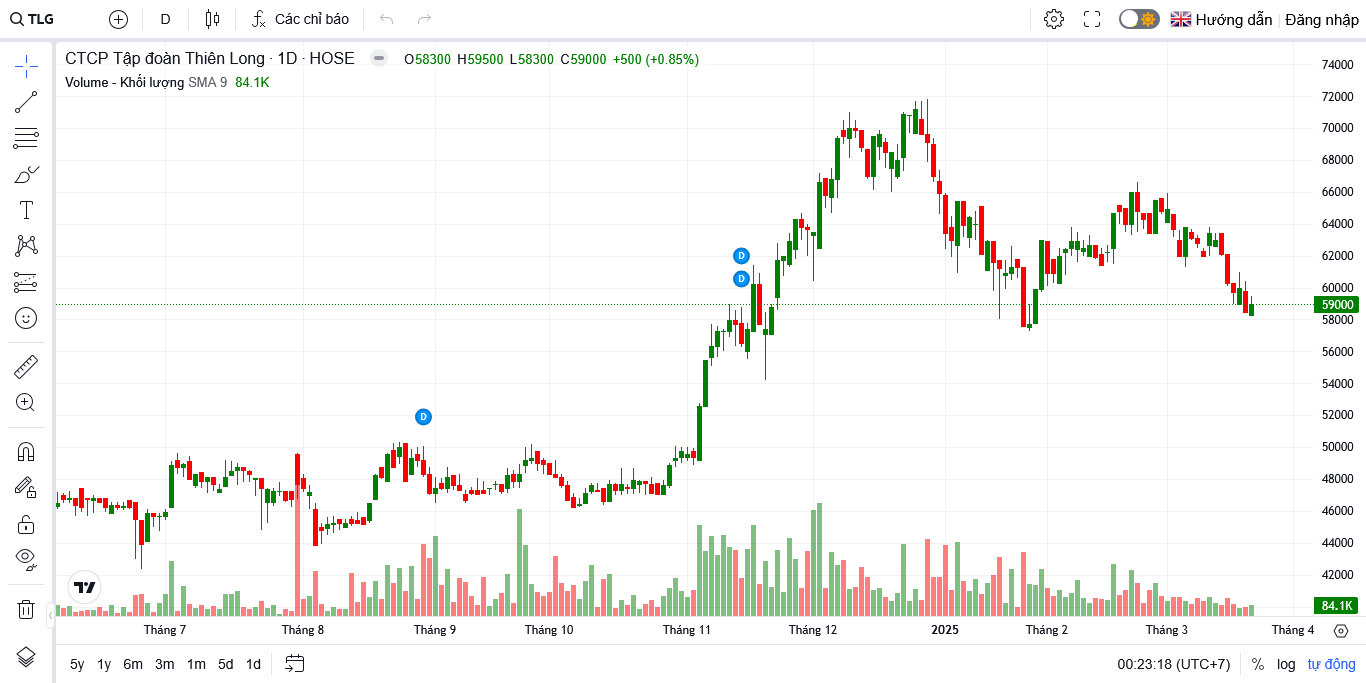 TLG D Các chỉ báo Hướng dẫn Đăng nhập
CTCP Tập đoàn Thiên Long · 1D · HOSE O58300 H59500 L58300 C59000 +500 (+0.85%)
Volume - Khối lượng SMA 9 84.1K
74000
72000
70000
68000
66000
64000
62000
60000
59000
58000
56000
54000
52000
50000
48000
46000
44000
42000
84.1K
D
D
D
Tháng 7 Tháng 8 Tháng 9 Tháng 10 Tháng 11 Tháng 12 2025 Tháng 2 Tháng 3 Tháng 4
5y 1y 6m 3m 1m 5d 1d 00:23:18 (UTC+7) % log tự động